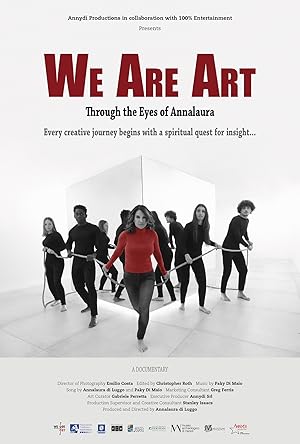 Annydi Productions in collaboration with 100% Entertainment
Presents
WE ARE ART
Through the Eyes of Annalaura
Every creative journey begins with a spiritual quest for insight...
A DOCUMENTARY
Director of Photography Emilio Costa · Edited by Christopher Roth · Music by Paky Di Maio
Song by Annalaura di Luggo and Paky Di Maio · Marketing Consultant Greg Ferris
Art Curator Gabriele Perretta · Executive Producer Annydi Srl
Production Supervisor and Creative Consultant Stanley Isaacs
Produced and Directed by Annalaura di Luggo